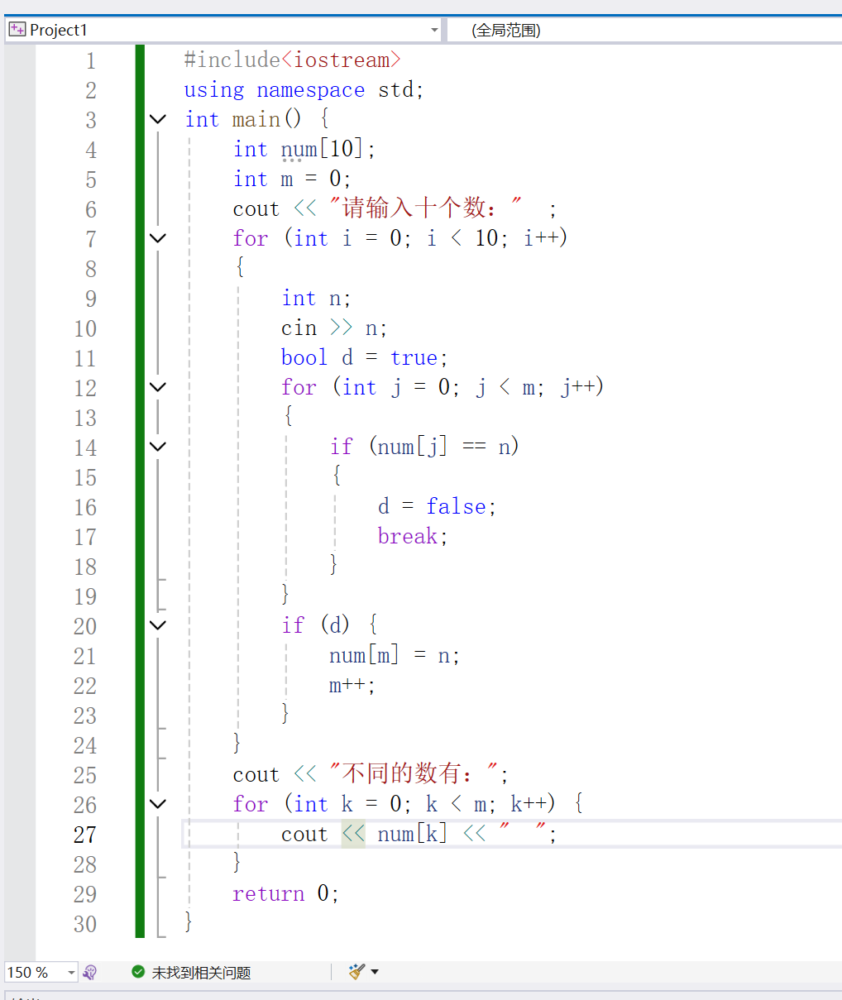 Project1 (全局范围)
1 #include<iostream>
2 using namespace std;
3 int main() {
4 int num[10];
5 int m = 0;
6 cout << "请输入十个数：" ;
7 for (int i = 0; i < 10; i++)
8 {
9 int n;
10 cin >> n;
11 bool d = true;
12 for (int j = 0; j < m; j++)
13 {
14 if (num[j] == n)
15 {
16 d = false;
17 break;
18 }
19 }
20 if (d) {
21 num[m] = n;
22 m++;
23 }
24 }
25 cout << "不同的数有：";
26 for (int k = 0; k < m; k++) {
27 cout << num[k] << "  ";
28 }
29 return 0;
30 }
150 % 未找到相关问题